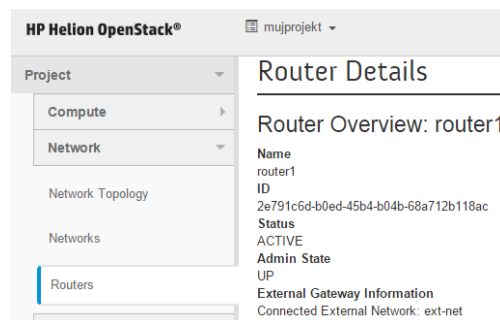 HP Helion OpenStack®
mujprojekt
Project
Compute
Network
Network Topology
Networks
Routers
Router Details
Router Overview: router1
Name
router1
ID
2e791c6d-b0ed-45b4-b04b-68a712b118ac
Status
ACTIVE
Admin State
UP
External Gateway Information
Connected External Network: ext-net